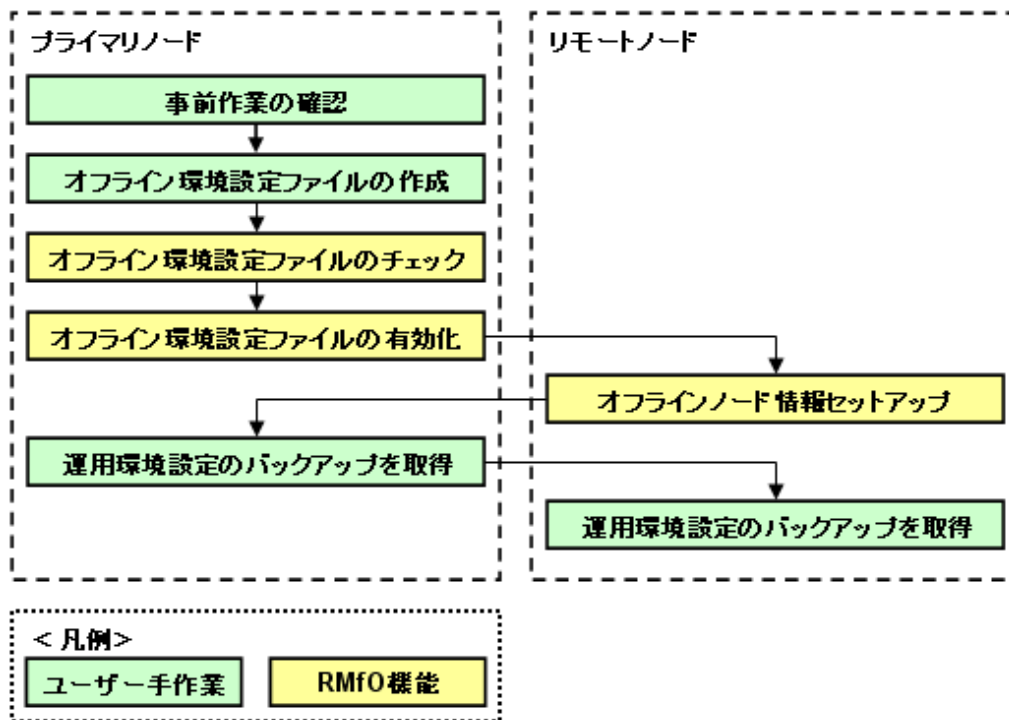 プライマリノード
リモートノード
事前作業の確認
オフライン環境設定ファイルの作成
オフライン環境設定ファイルのチェック
オフライン環境設定ファイルの有効化
オフラインノード情報セットアップ
運用環境設定のバックアップを取得
運用環境設定のバックアップを取得
<凡例>
ユーザー手作業
RMfO機能